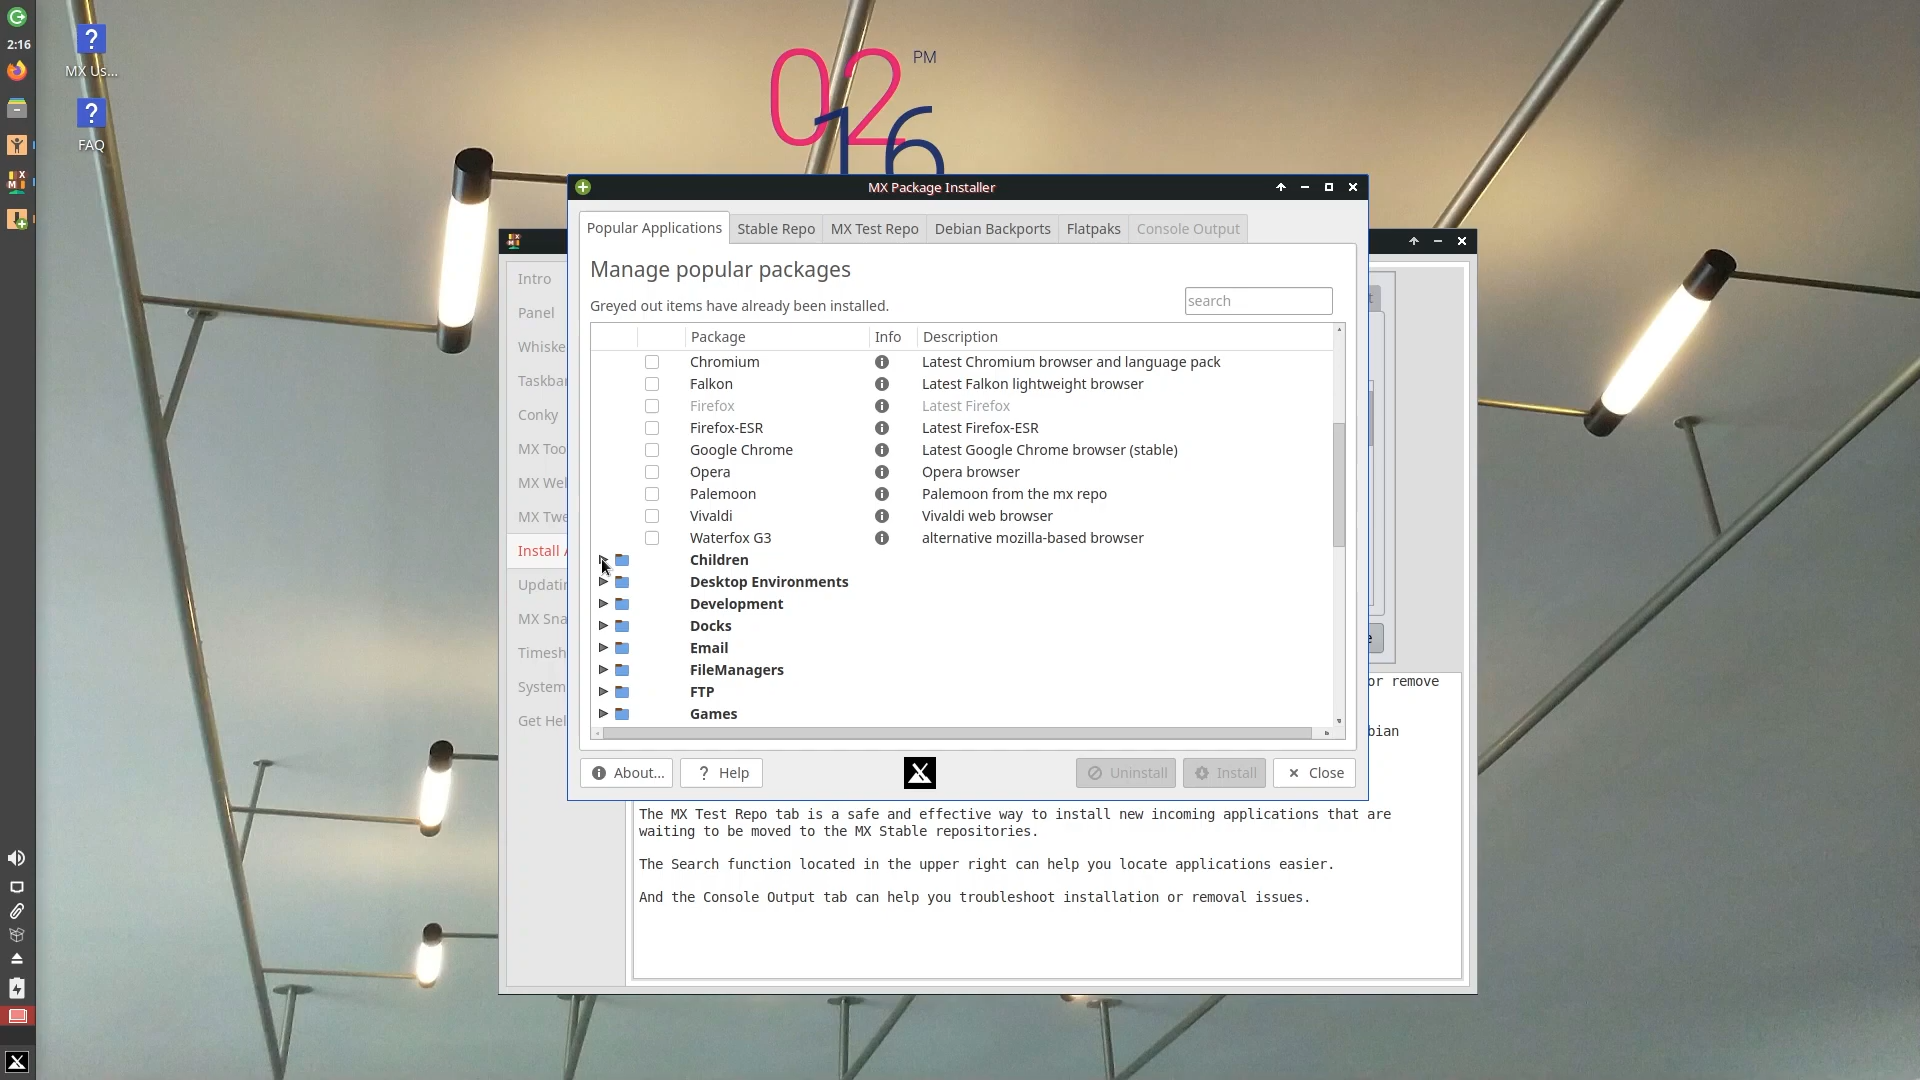 2:16
MX Us...
FAQ
02
PM
16
MX Package Installer
Popular Applications
Stable Repo
MX Test Repo
Debian Backports
Flatpaks
Console Output
Manage popular packages
Greyed out items have already been installed.
search
Package Info Description
Chromium Latest Chromium browser and language pack
Falkon Latest Falkon lightweight browser
Firefox Latest Firefox
Firefox-ESR Latest Firefox-ESR
Google Chrome Latest Google Chrome browser (stable)
Opera Opera browser
Palemoon Palemoon from the mx repo
Vivaldi Vivaldi web browser
Waterfox G3 alternative mozilla-based browser
Children
Desktop Environments
Development
Docks
Email
FileManagers
FTP
Games
About...
Help
Uninstall
Install
Close
Intro
Panel
Whiske
Taskba
Conky
MX Too
MX Wel
MX Twe
Install
Updatin
MX Sna
Timesh
System
Get Hel
or remove
bian
The MX Test Repo tab is a safe and effective way to install new incoming applications that are
waiting to be moved to the MX Stable repositories.
The Search function located in the upper right can help you locate applications easier.
And the Console Output tab can help you troubleshoot installation or removal issues.